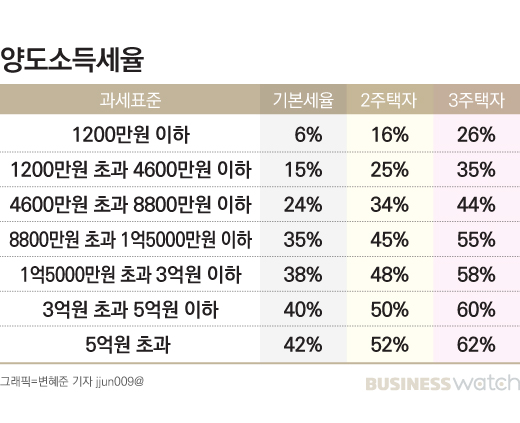 양도소득세율
과세표준 기본세율 2주택자 3주택자
1200만원 이하 6% 16% 26%
1200만원 초과 4600만원 이하 15% 25% 35%
4600만원 초과 8800만원 이하 24% 34% 44%
8800만원 초과 1억5000만원 이하 35% 45% 55%
1억5000만원 초과 3억원 이하 38% 48% 58%
3억원 초과 5억원 이하 40% 50% 60%
5억원 초과 42% 52% 62%
그래픽=변혜준 기자 jjun009@ BUSINESSwatch